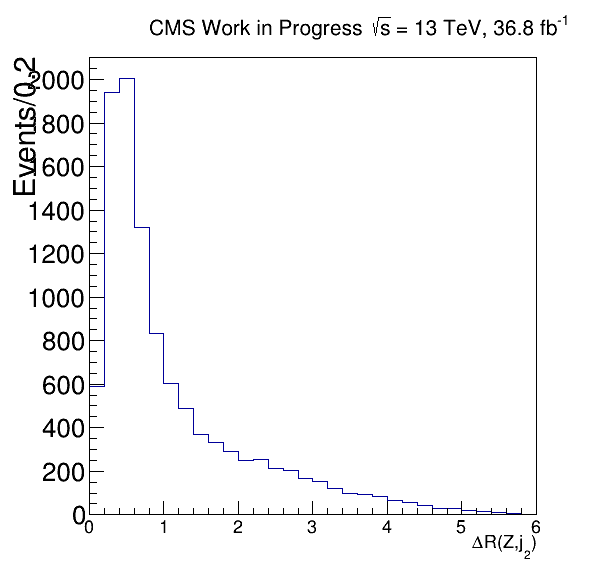 CMS Work in Progress √s = 13 TeV, 36.8 fb⁻¹
Events/0.2
2000
1800
1600
1400
1200
1000
800
600
400
200
0
0 1 2 3 4 5 6
ΔR(Z,j₂)